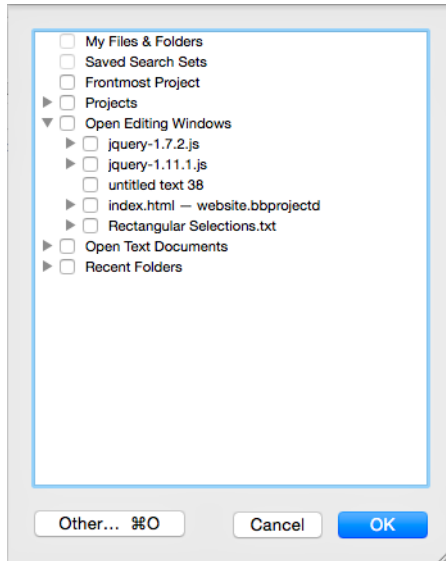 My Files & Folders
Saved Search Sets
Frontmost Project
Projects
Open Editing Windows
jquery-1.7.2.js
jquery-1.11.1.js
untitled text 38
index.html — website.bbprojectd
Rectangular Selections.txt
Open Text Documents
Recent Folders
Other... ⌘O Cancel OK